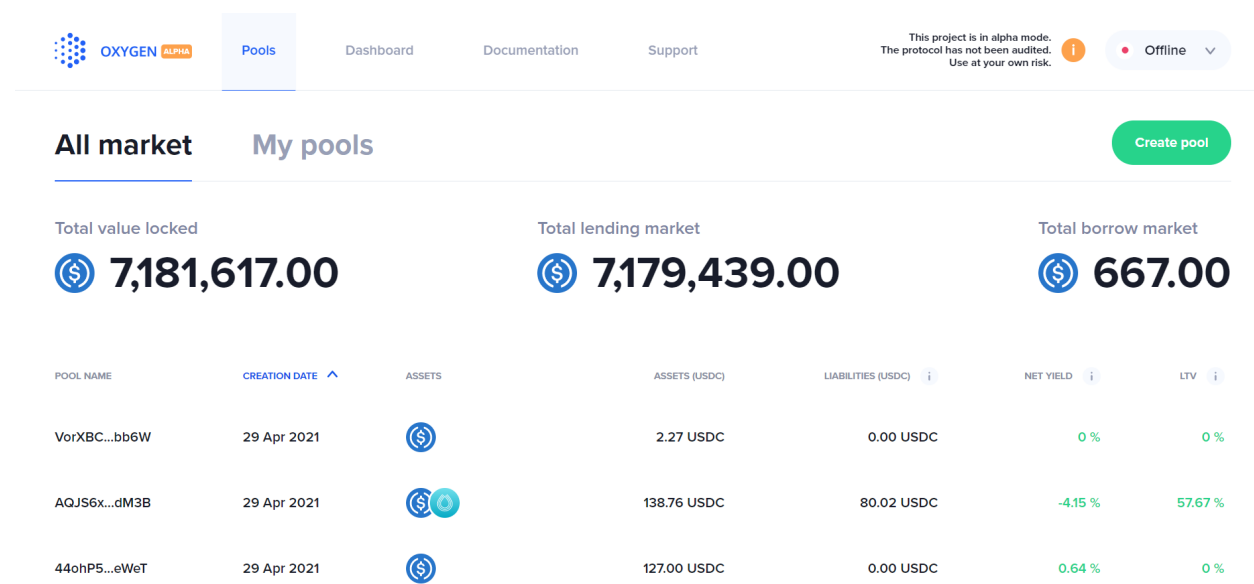 OXYGEN ALPHA
Pools
Dashboard
Documentation
Support
This project is in alpha mode.
The protocol has not been audited.
Use at your own risk.
i
Offline
All market
My pools
Create pool
Total value locked
Total lending market
Total borrow market
7,181,617.00
7,179,439.00
667.00
POOL NAME CREATION DATE ASSETS ASSETS (USDC) LIABILITIES (USDC) i NET YIELD i LTV i
VorXBC...bb6W 29 Apr 2021 2.27 USDC 0.00 USDC 0 % 0 %
AQJS6x...dM3B 29 Apr 2021 138.76 USDC 80.02 USDC -4.15 % 57.67 %
44ohP5...eWeT 29 Apr 2021 127.00 USDC 0.00 USDC 0.64 % 0 %